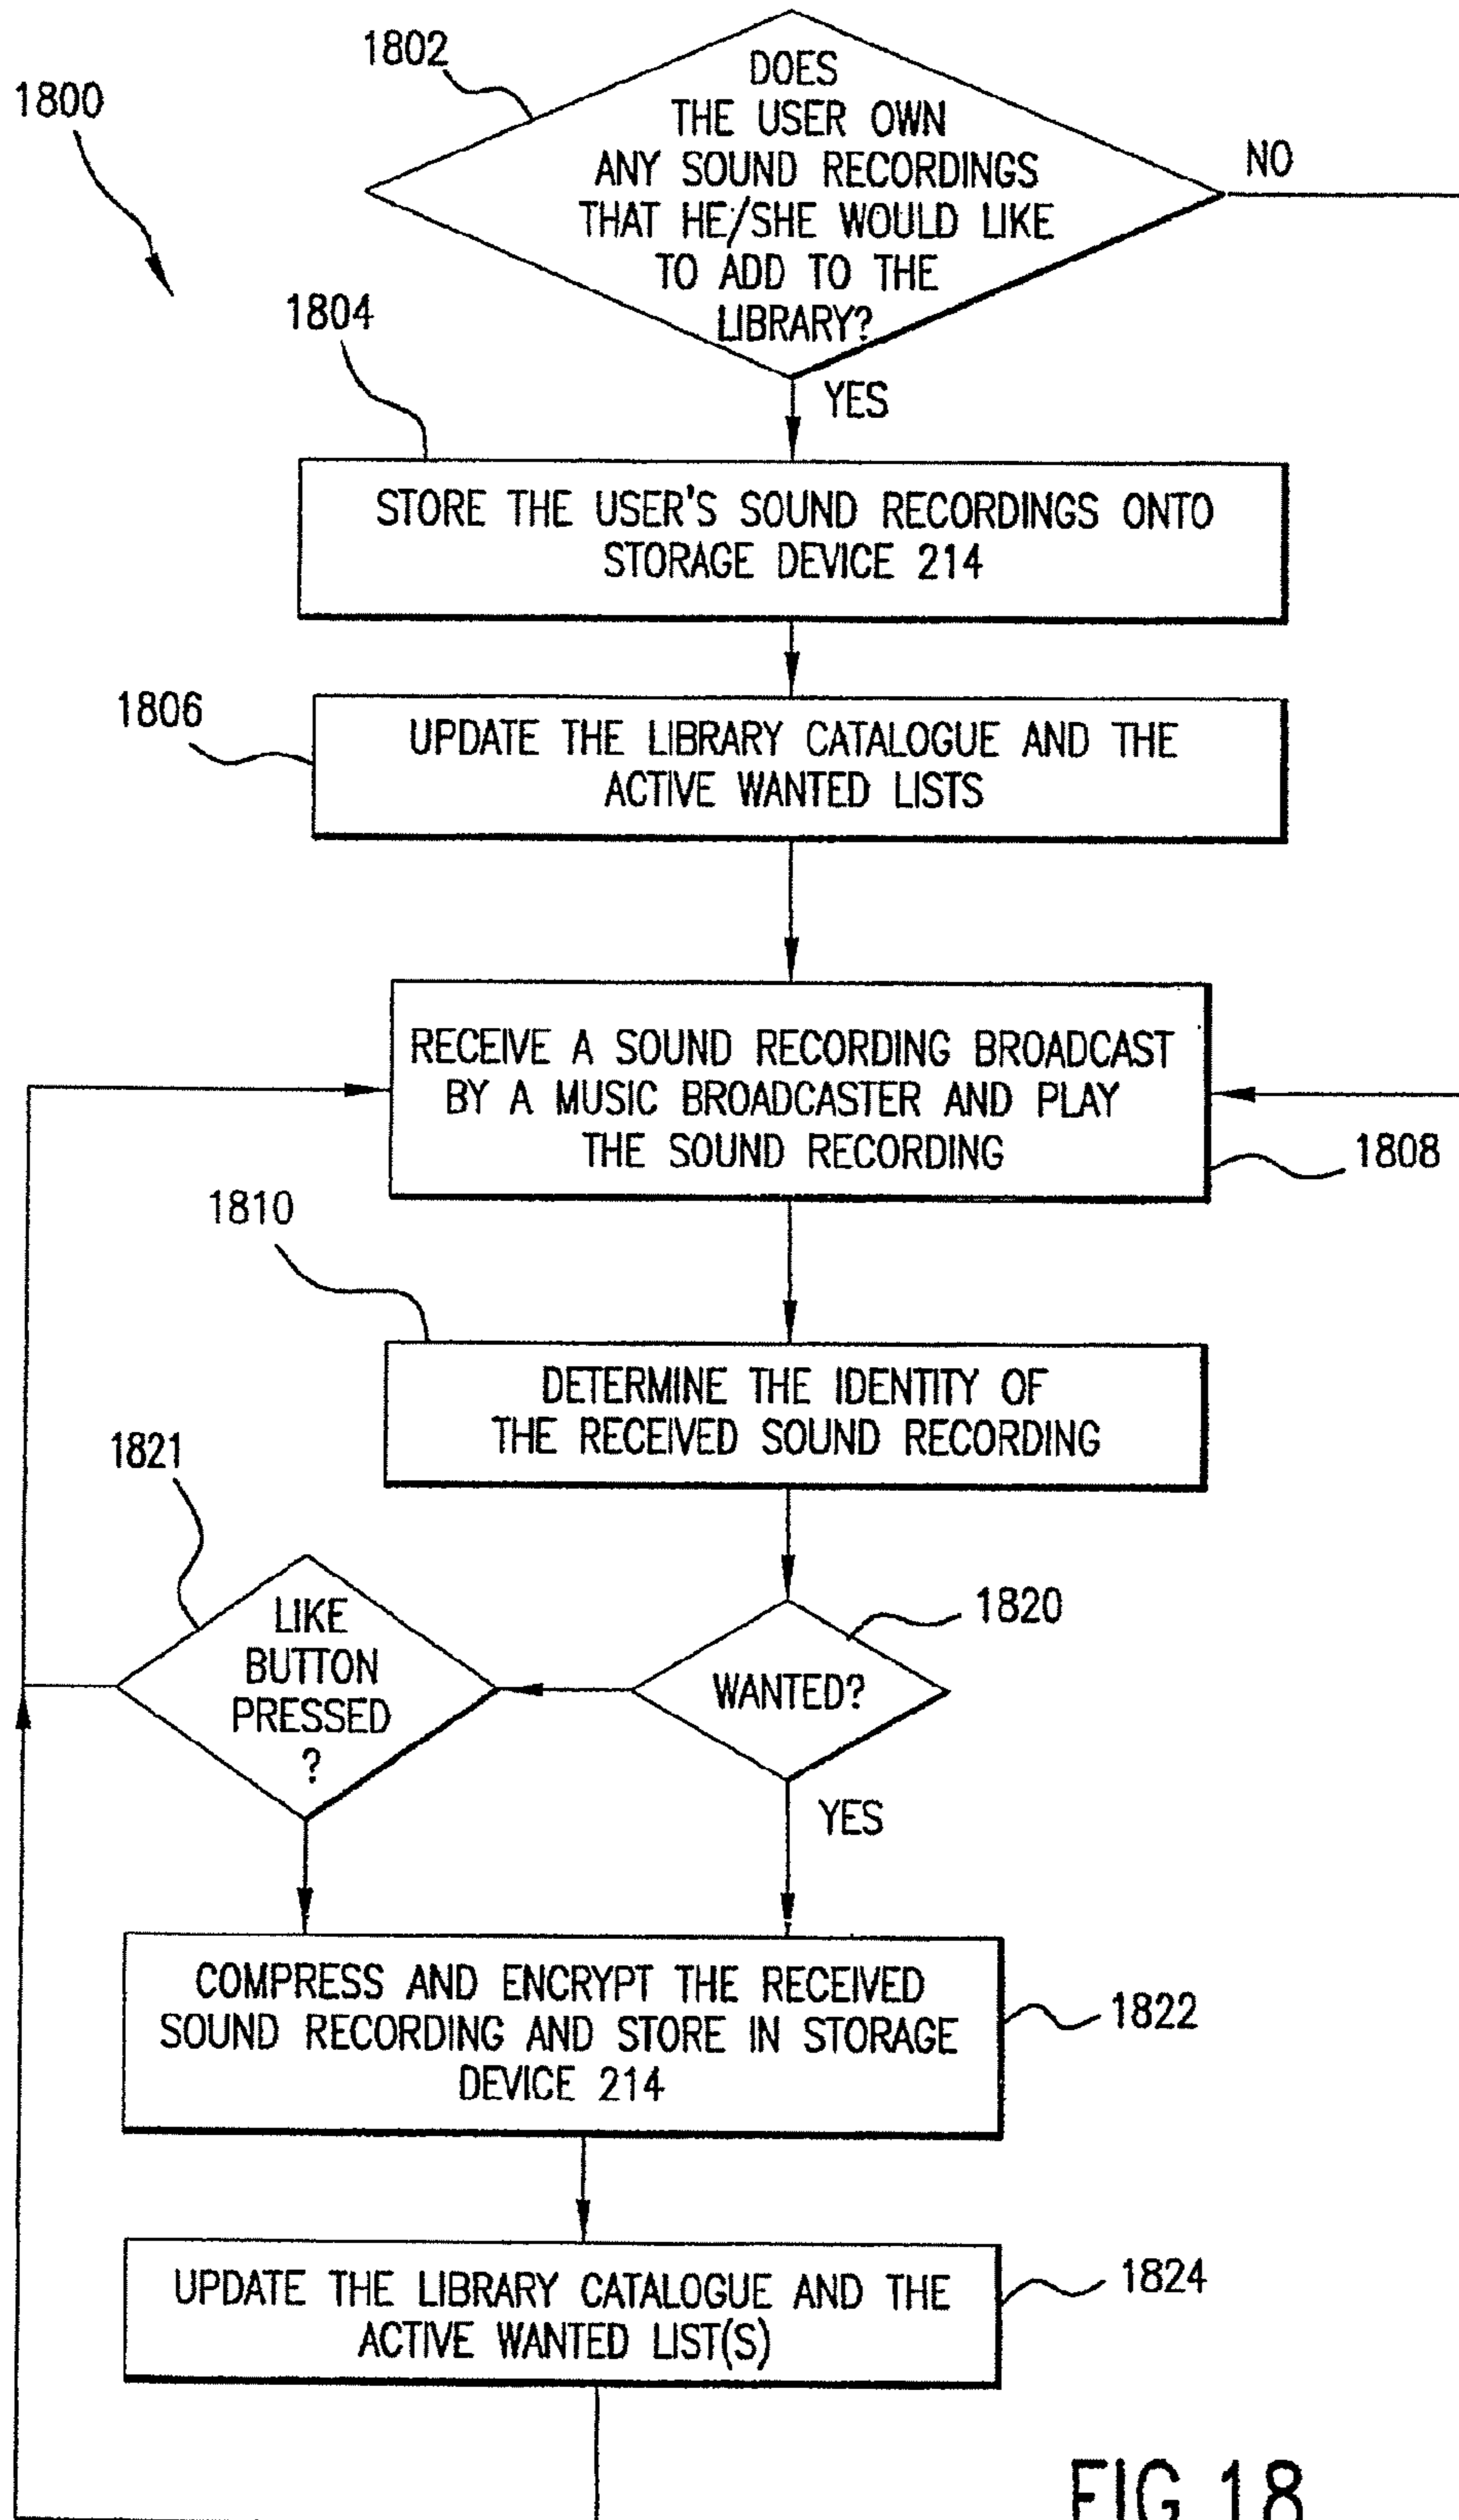 1800
1802
DOES
THE USER OWN
ANY SOUND RECORDINGS
THAT HE/SHE WOULD LIKE
TO ADD TO THE
LIBRARY?
NO
YES
1804
STORE THE USER'S SOUND RECORDINGS ONTO
STORAGE DEVICE 214
1806
UPDATE THE LIBRARY CATALOGUE AND THE
ACTIVE WANTED LISTS
RECEIVE A SOUND RECORDING BROADCAST
BY A MUSIC BROADCASTER AND PLAY
THE SOUND RECORDING
1808
1810
DETERMINE THE IDENTITY OF
THE RECEIVED SOUND RECORDING
1821
LIKE
BUTTON
PRESSED
?
1820
WANTED?
YES
COMPRESS AND ENCRYPT THE RECEIVED
SOUND RECORDING AND STORE IN STORAGE
DEVICE 214
1822
UPDATE THE LIBRARY CATALOGUE AND THE
ACTIVE WANTED LIST(S)
1824
FIG.18